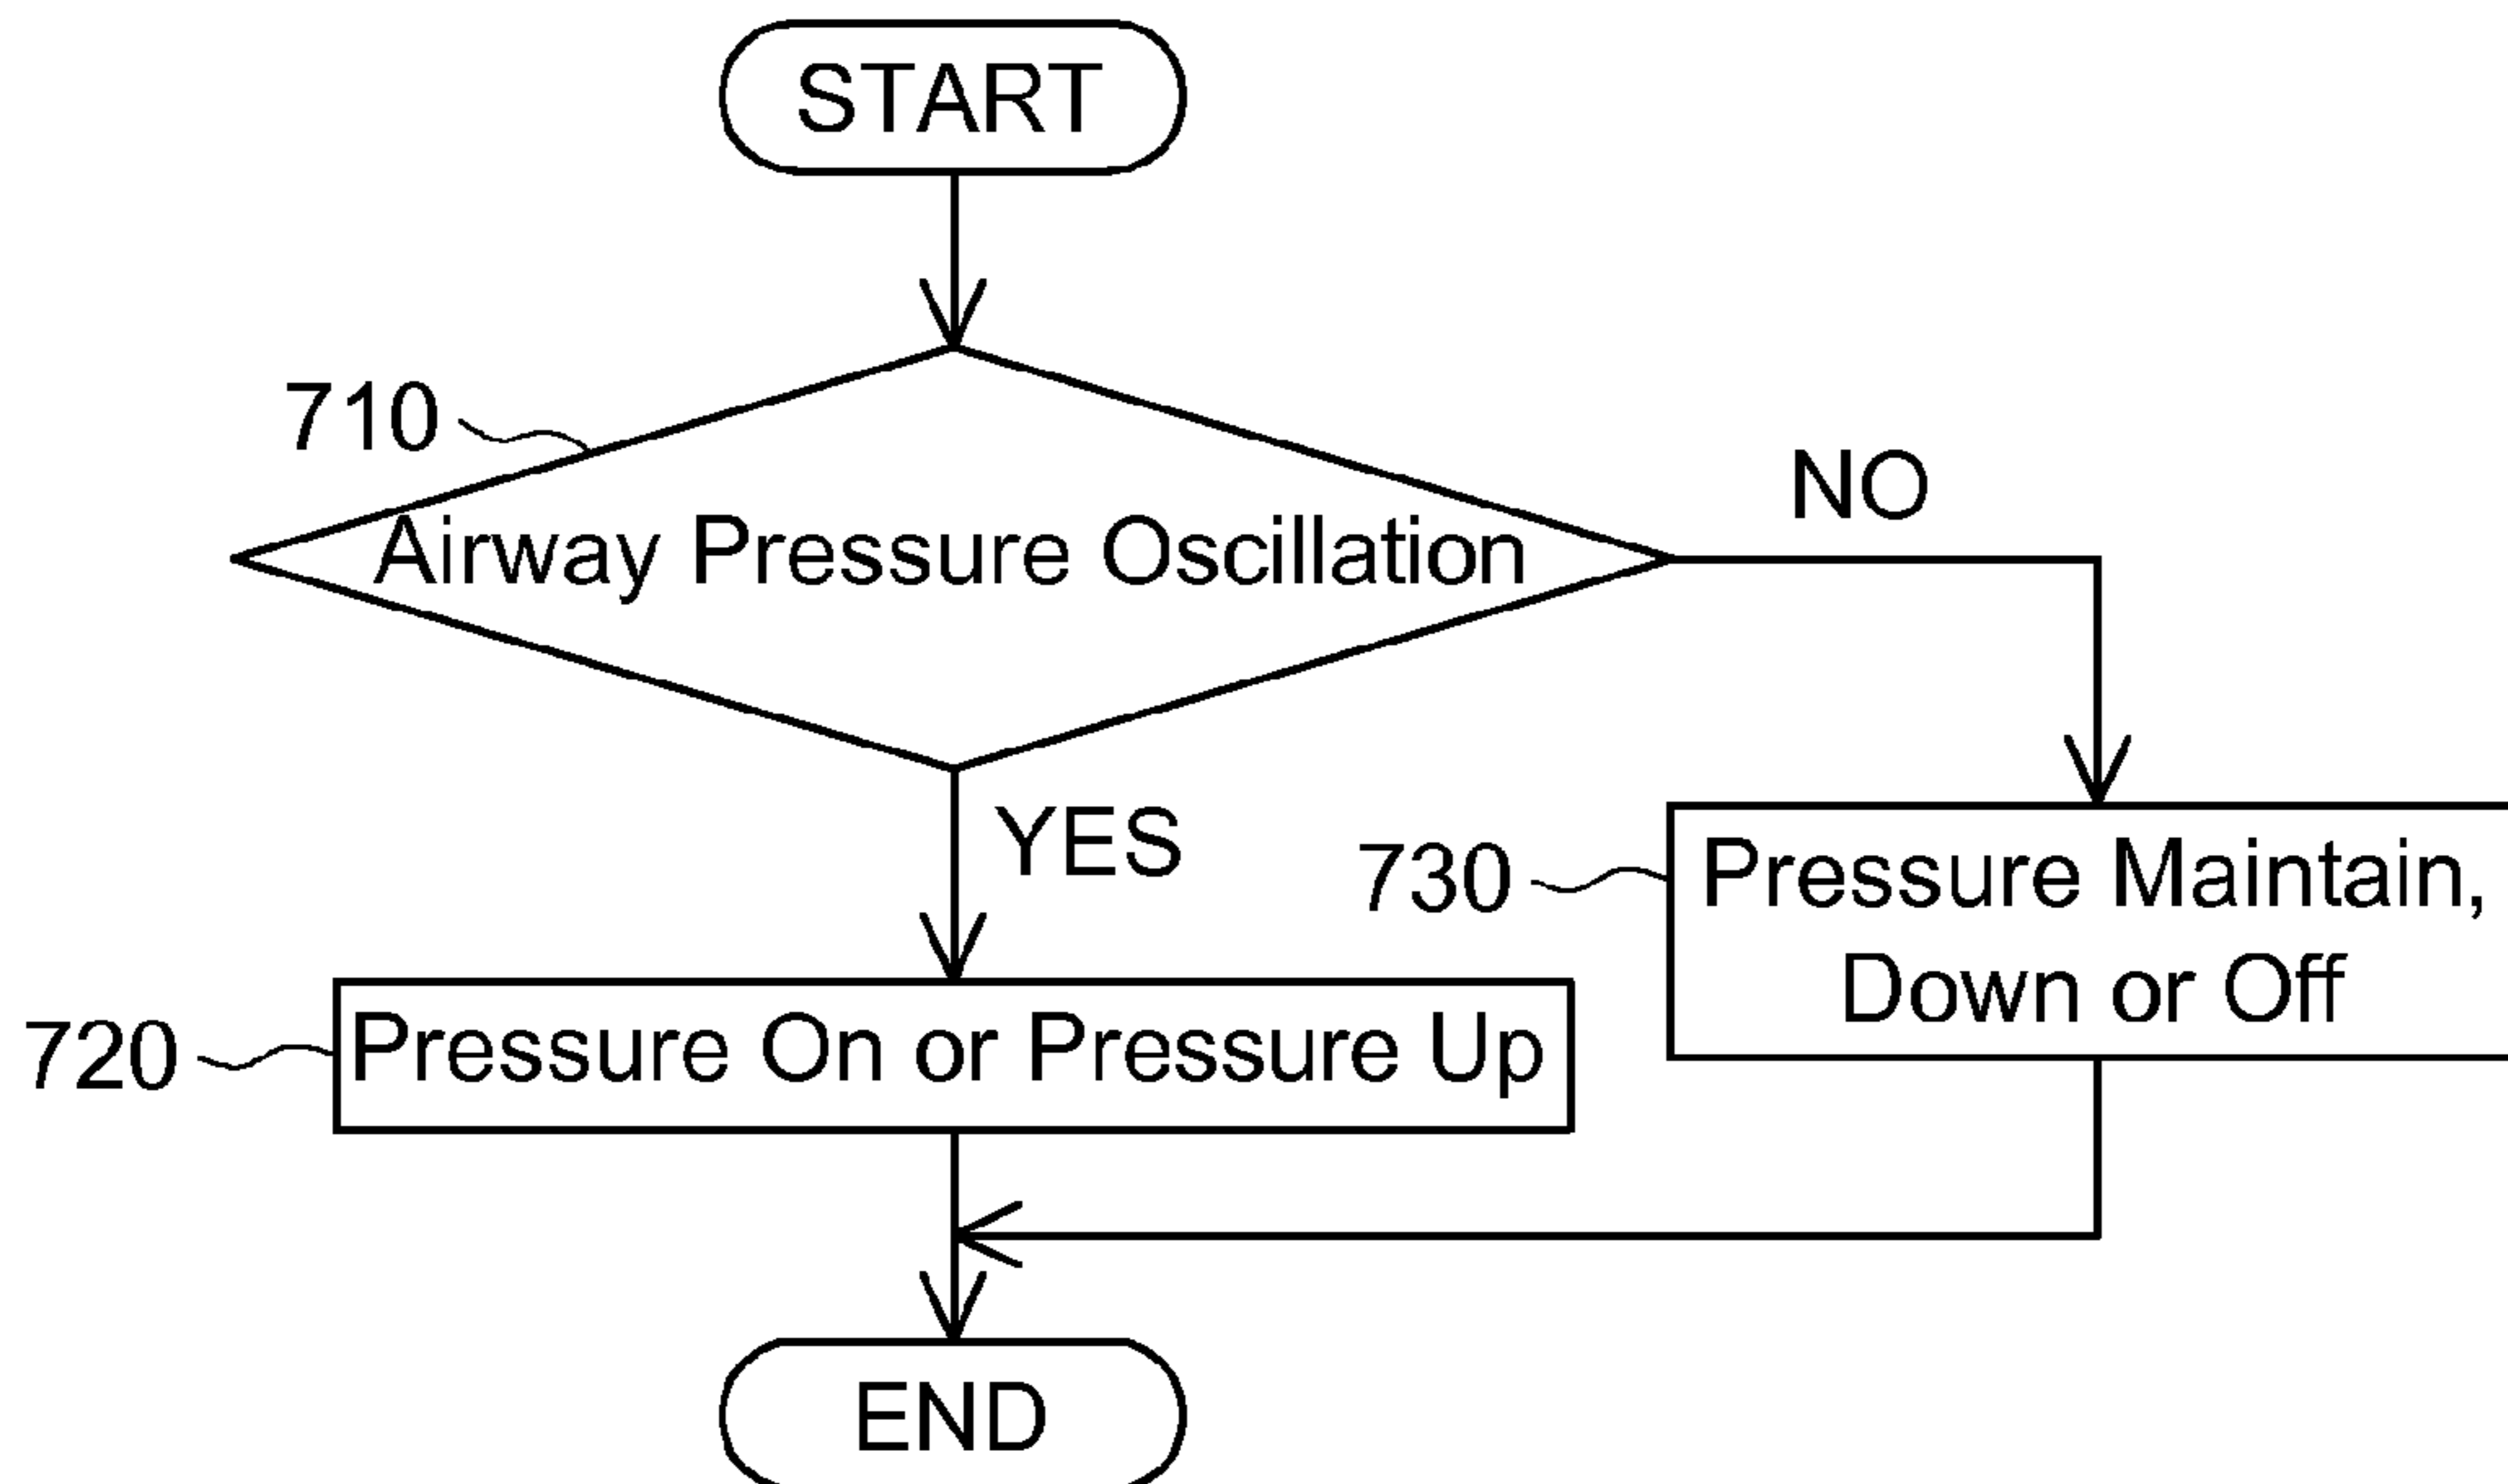 START
710
Airway Pressure Oscillation
NO
YES
730
Pressure Maintain,
Down or Off
720
Pressure On or Pressure Up
END